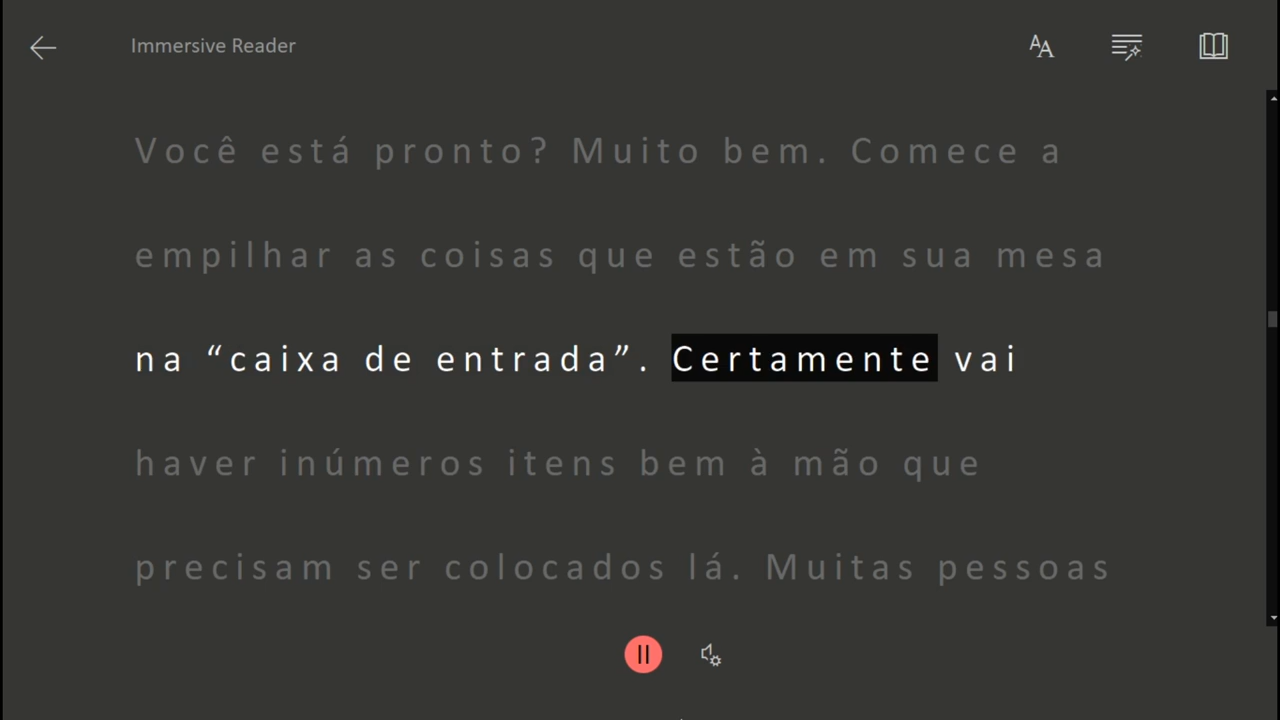 Immersive Reader
Você está pronto? Muito bem. Comece a
empilhar as coisas que estão em sua mesa
na “caixa de entrada”. Certamente vai
haver inúmeros itens bem à mão que
precisam ser colocados lá. Muitas pessoas